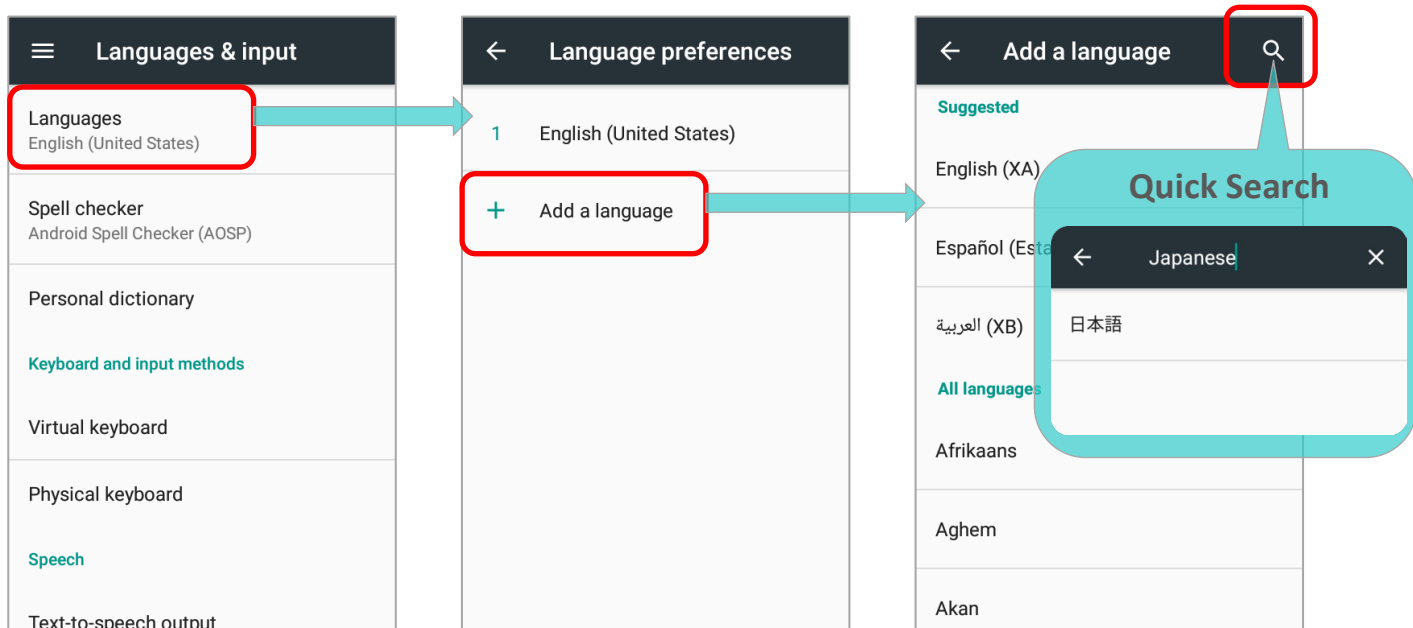 Languages & input
Languages
English (United States)
Spell checker
Android Spell Checker (AOSP)
Personal dictionary
Keyboard and input methods
Virtual keyboard
Physical keyboard
Speech
Text-to-speech output
Language preferences
1 English (United States)
+ Add a language
Add a language
Suggested
English (XA)
Español (Esta
العربية (XB)
All languages
Afrikaans
Aghem
Akan
Quick Search
Japanese
日本語